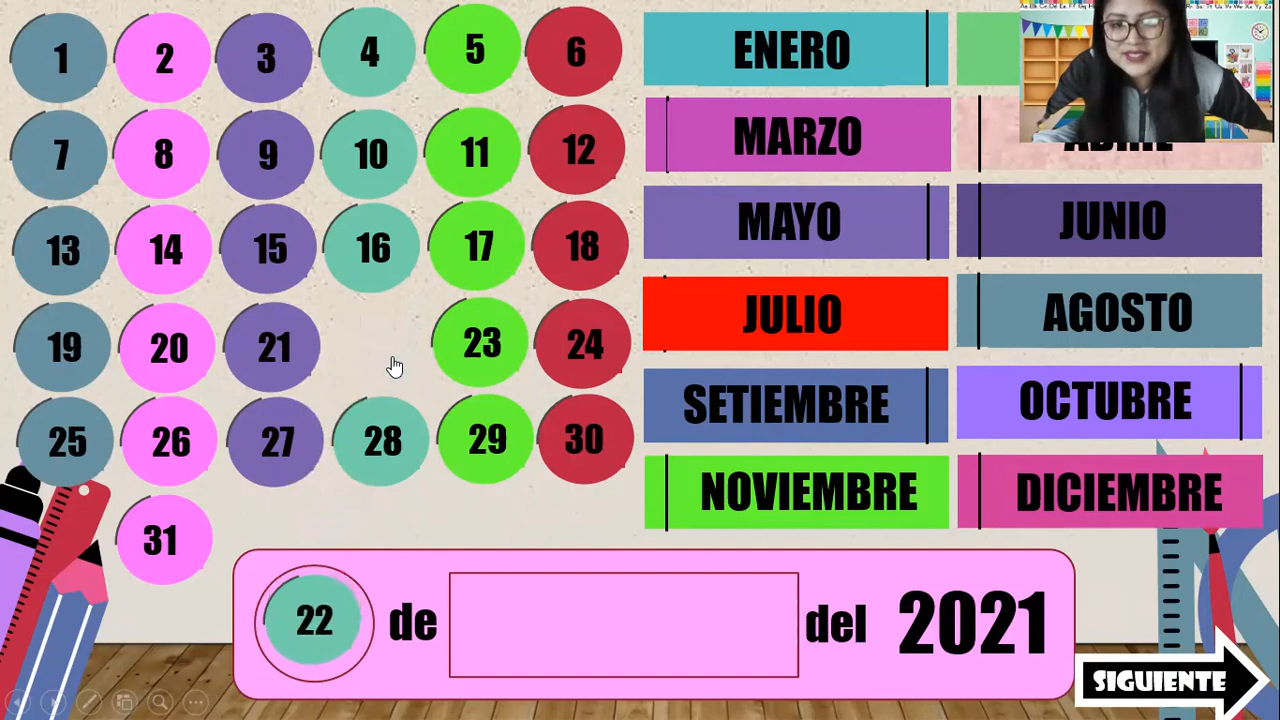 1 2 3 4 5 6
7 8 9 10 11 12
13 14 15 16 17 18
19 20 21 23 24
25 26 27 28 29 30
31
ENERO
MARZO
ABRIL
MAYO JUNIO
JULIO AGOSTO
SETIEMBRE OCTUBRE
NOVIEMBRE DICIEMBRE
22 de del 2021
SIGUIENTE